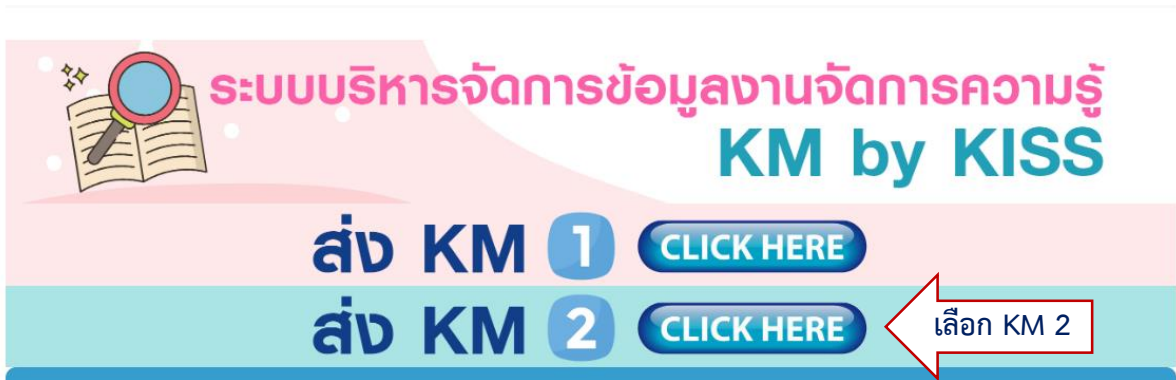 ระบบบริหารจัดการข้อมูลงานจัดการความรู้
KM by KISS
ส่ง KM 1 CLICK HERE
ส่ง KM 2 CLICK HERE เลือก KM 2